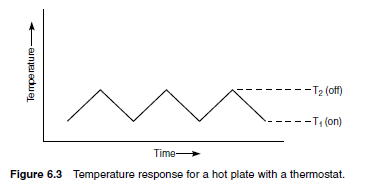 Temperature
T₂ (off)
T₁ (on)
Time
Figure 6.3 Temperature response for a hot plate with a thermostat.